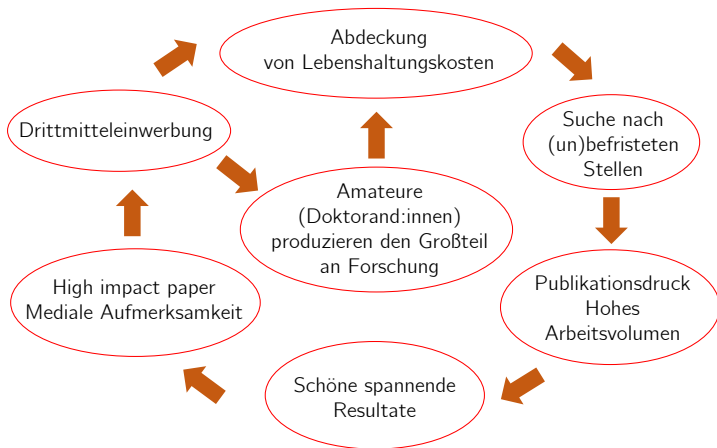 Abdeckung
von Lebenshaltungskosten
Drittmitteleinwerbung
Suche nach
(un)befristeten
Stellen
Amateure
(Doktorand:innen)
produzieren den Großteil
an Forschung
High impact paper
Mediale Aufmerksamkeit
Publikationsdruck
Hohes
Arbeitsvolumen
Schöne spannende
Resultate